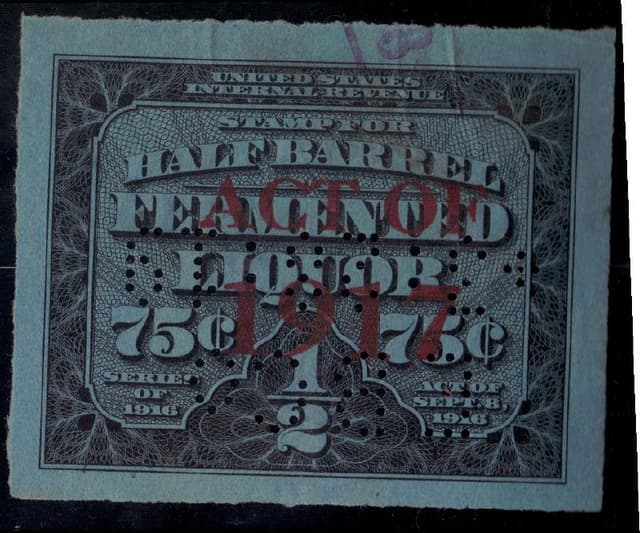 UNITED STATES
INTERNAL REVENUE
STAMP FOR
HALF BARREL
FERMENTED
LIQUOR
ACT OF
1917
75¢ 75¢
1/2
SERIES
OF
1916
ACT OF
SEPT. 8,
1916